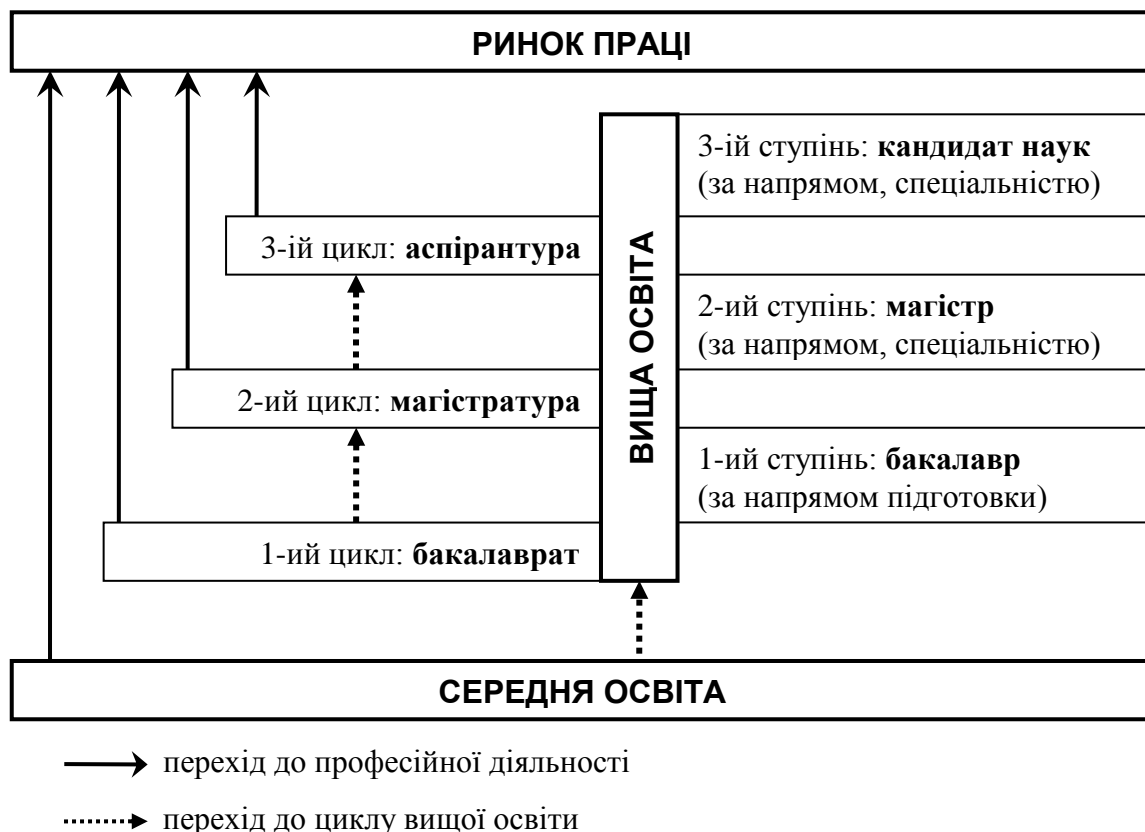 РИНОК ПРАЦІ
3-ій ступінь: кандидат наук
(за напрямом, спеціальністю)
3-ій цикл: аспірантура
2-ий ступінь: магістр
(за напрямом, спеціальністю)
2-ий цикл: магістратура
ВИЩА ОСВІТА
1-ий ступінь: бакалавр
(за напрямом підготовки)
1-ий цикл: бакалаврат
СЕРЕДНЯ ОСВІТА
перехід до професійної діяльності
перехід до циклу вищої освіти